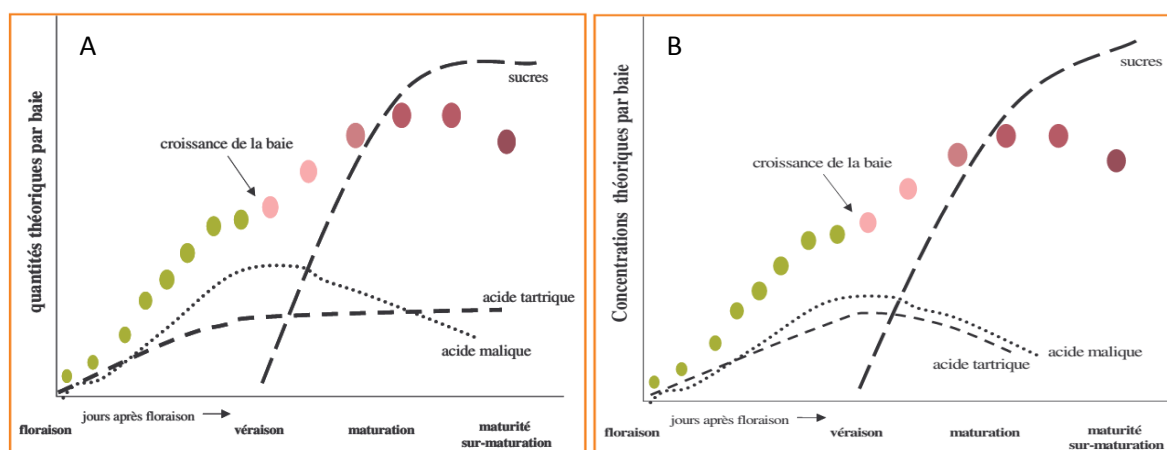 A
quantités théoriques par baie
sucres
croissance
de la baie
acide tartrique
acide malique
jours après floraison
floraison
véraison
maturation
maturité
sur-maturation
B
Concentrations théoriques par baie
sucres
croissance
de la baie
acide malique
acide tartrique
jours après floraison
floraison
véraison
maturation
maturité
sur-maturation